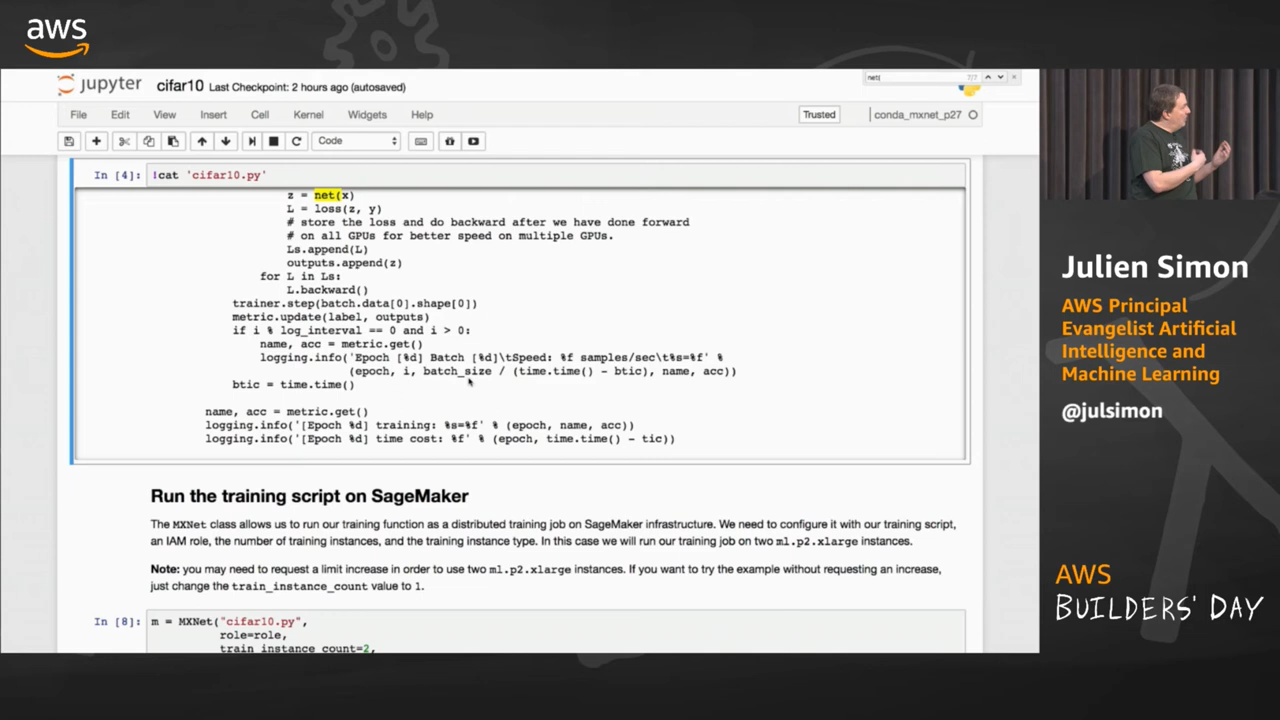 aws
jupyter cifar10 Last Checkpoint: 2 hours ago (autosaved)
net( 7/7
File Edit View Insert Cell Kernel Widgets Help
Trusted conda_mxnet_p27
Code
In [4]: !cat 'cifar10.py'
z = net(x)
L = loss(z, y)
# store the loss and do backward after we have done forward
# on all GPUs for better speed on multiple GPUs.
Ls.append(L)
outputs.append(z)
for L in Ls:
L.backward()
trainer.step(batch.data[0].shape[0])
metric.update(label, outputs)
if i % log_interval == 0 and i > 0:
name, acc = metric.get()
logging.info('Epoch [%d] Batch [%d]\tSpeed: %f samples/sec\t%s=%f' %
(epoch, i, batch_size / (time.time() - btic), name, acc))
btic = time.time()
name, acc = metric.get()
logging.info('[Epoch %d] training: %s=%f' % (epoch, name, acc))
logging.info('[Epoch %d] time cost: %f' % (epoch, time.time() - tic))
Run the training script on SageMaker
The MXNet class allows us to run our training function as a distributed training job on SageMaker infrastructure. We need to configure it with our training script,
an IAM role, the number of training instances, and the training instance type. In this case we will run our training job on two ml.p2.xlarge instances.
Note: you may need to request a limit increase in order to use two ml.p2.xlarge instances. If you want to try the example without requesting an increase,
just change the train_instance_count value to 1.
In [8]: m = MXNet("cifar10.py",
role=role,
train_instance_count=2,
Julien Simon
AWS Principal
Evangelist Artificial
Intelligence and
Machine Learning
@julsimon
AWS
BUILDERS' DAY